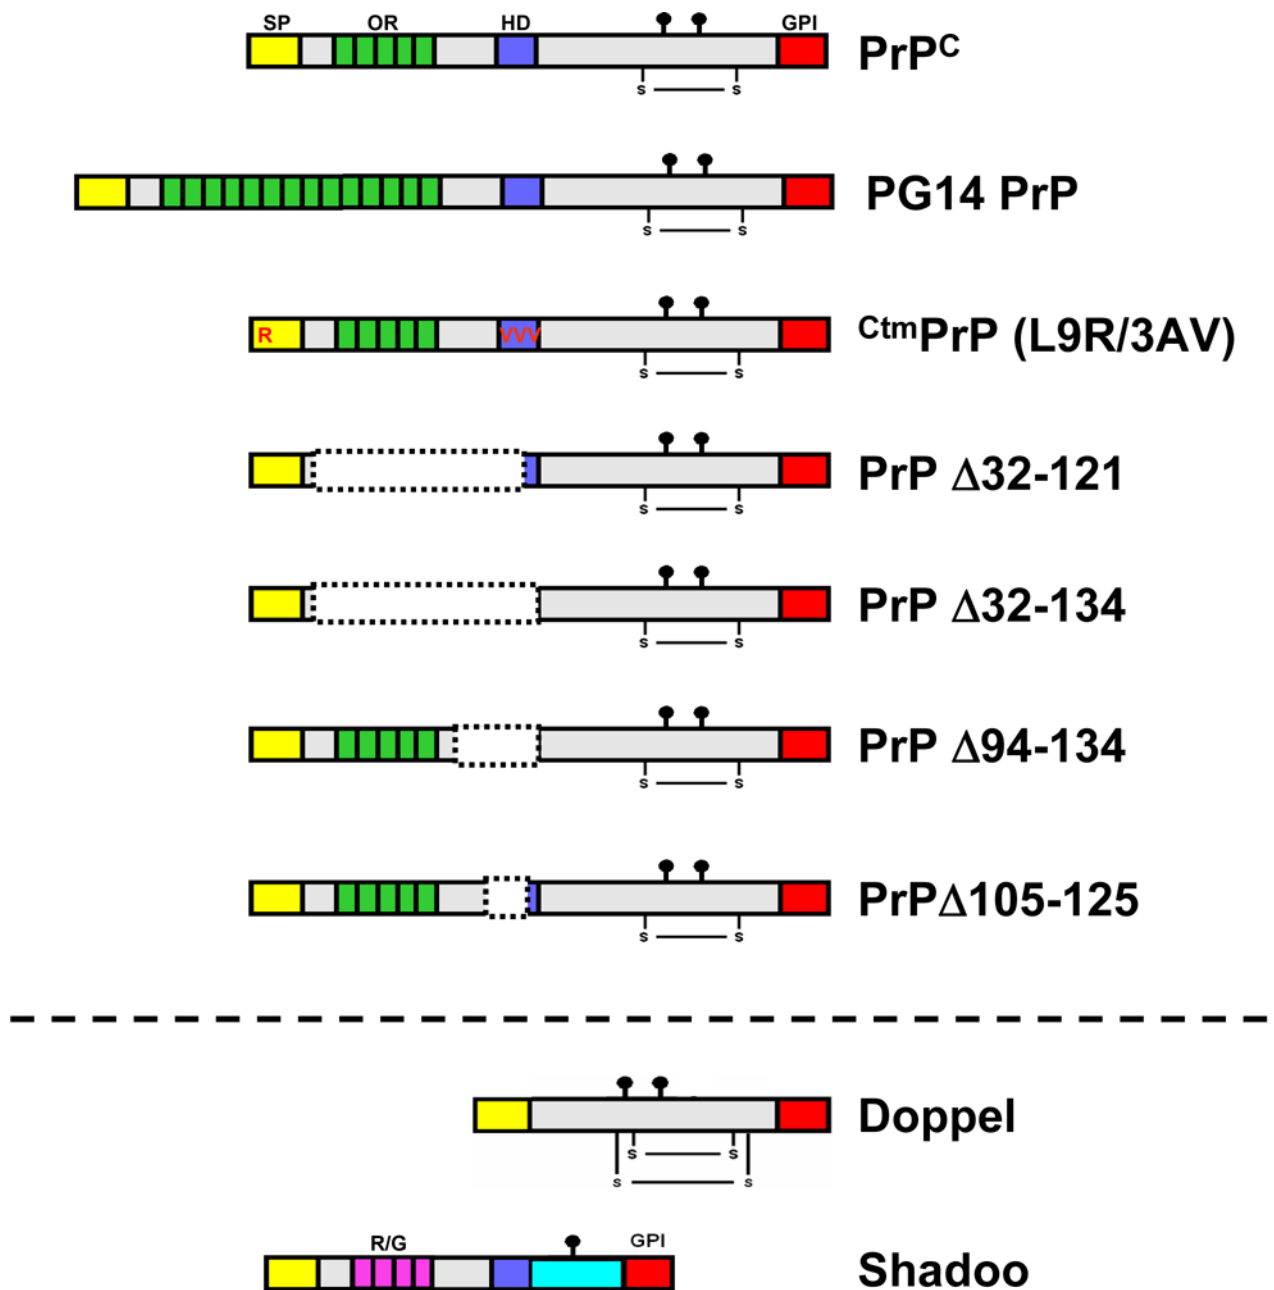 SP OR HD GPI
PrPC
s s
PG14 PrP
s s
R VVV
CtmPrP (L9R/3AV)
s s
PrP Δ32-121
s s
PrP Δ32-134
s s
PrP Δ94-134
s s
PrPΔ105-125
s s
Doppel
s s
s s
R/G GPI
Shadoo